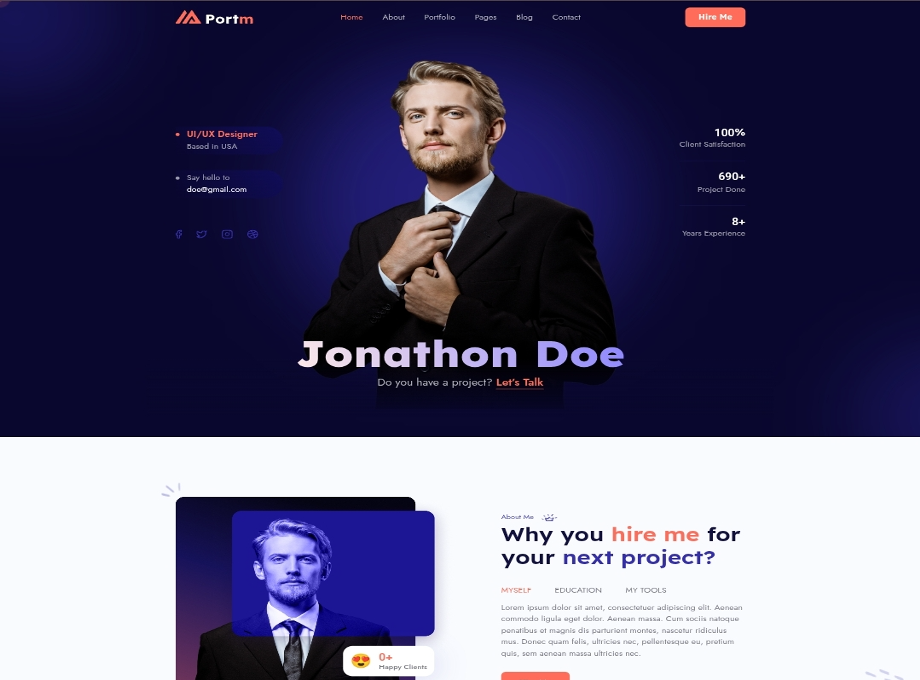 Portm
Home About Portfolio Pages Blog Contact
Hire Me
UI/UX Designer
Based in USA
Say hello to
doe@gmail.com
100%
Client Satisfaction
690+
Project Done
8+
Years Experience
Jonathon Doe
Do you have a project? Let's Talk
About Me
Why you hire me for
your next project?
MYSELF EDUCATION MY TOOLS
Lorem ipsum dolor sit amet, consectetuer adipiscing elit. Aenean
commodo ligula eget dolor. Aenean massa. Cum sociis natoque
penatibus et magnis dis parturient montes, nascetur ridiculus
mus. Donec quam felis, ultricies nec, pellentesque eu, pretium
quis, sem aenean massa ultricies nec.
0+
Happy Clients